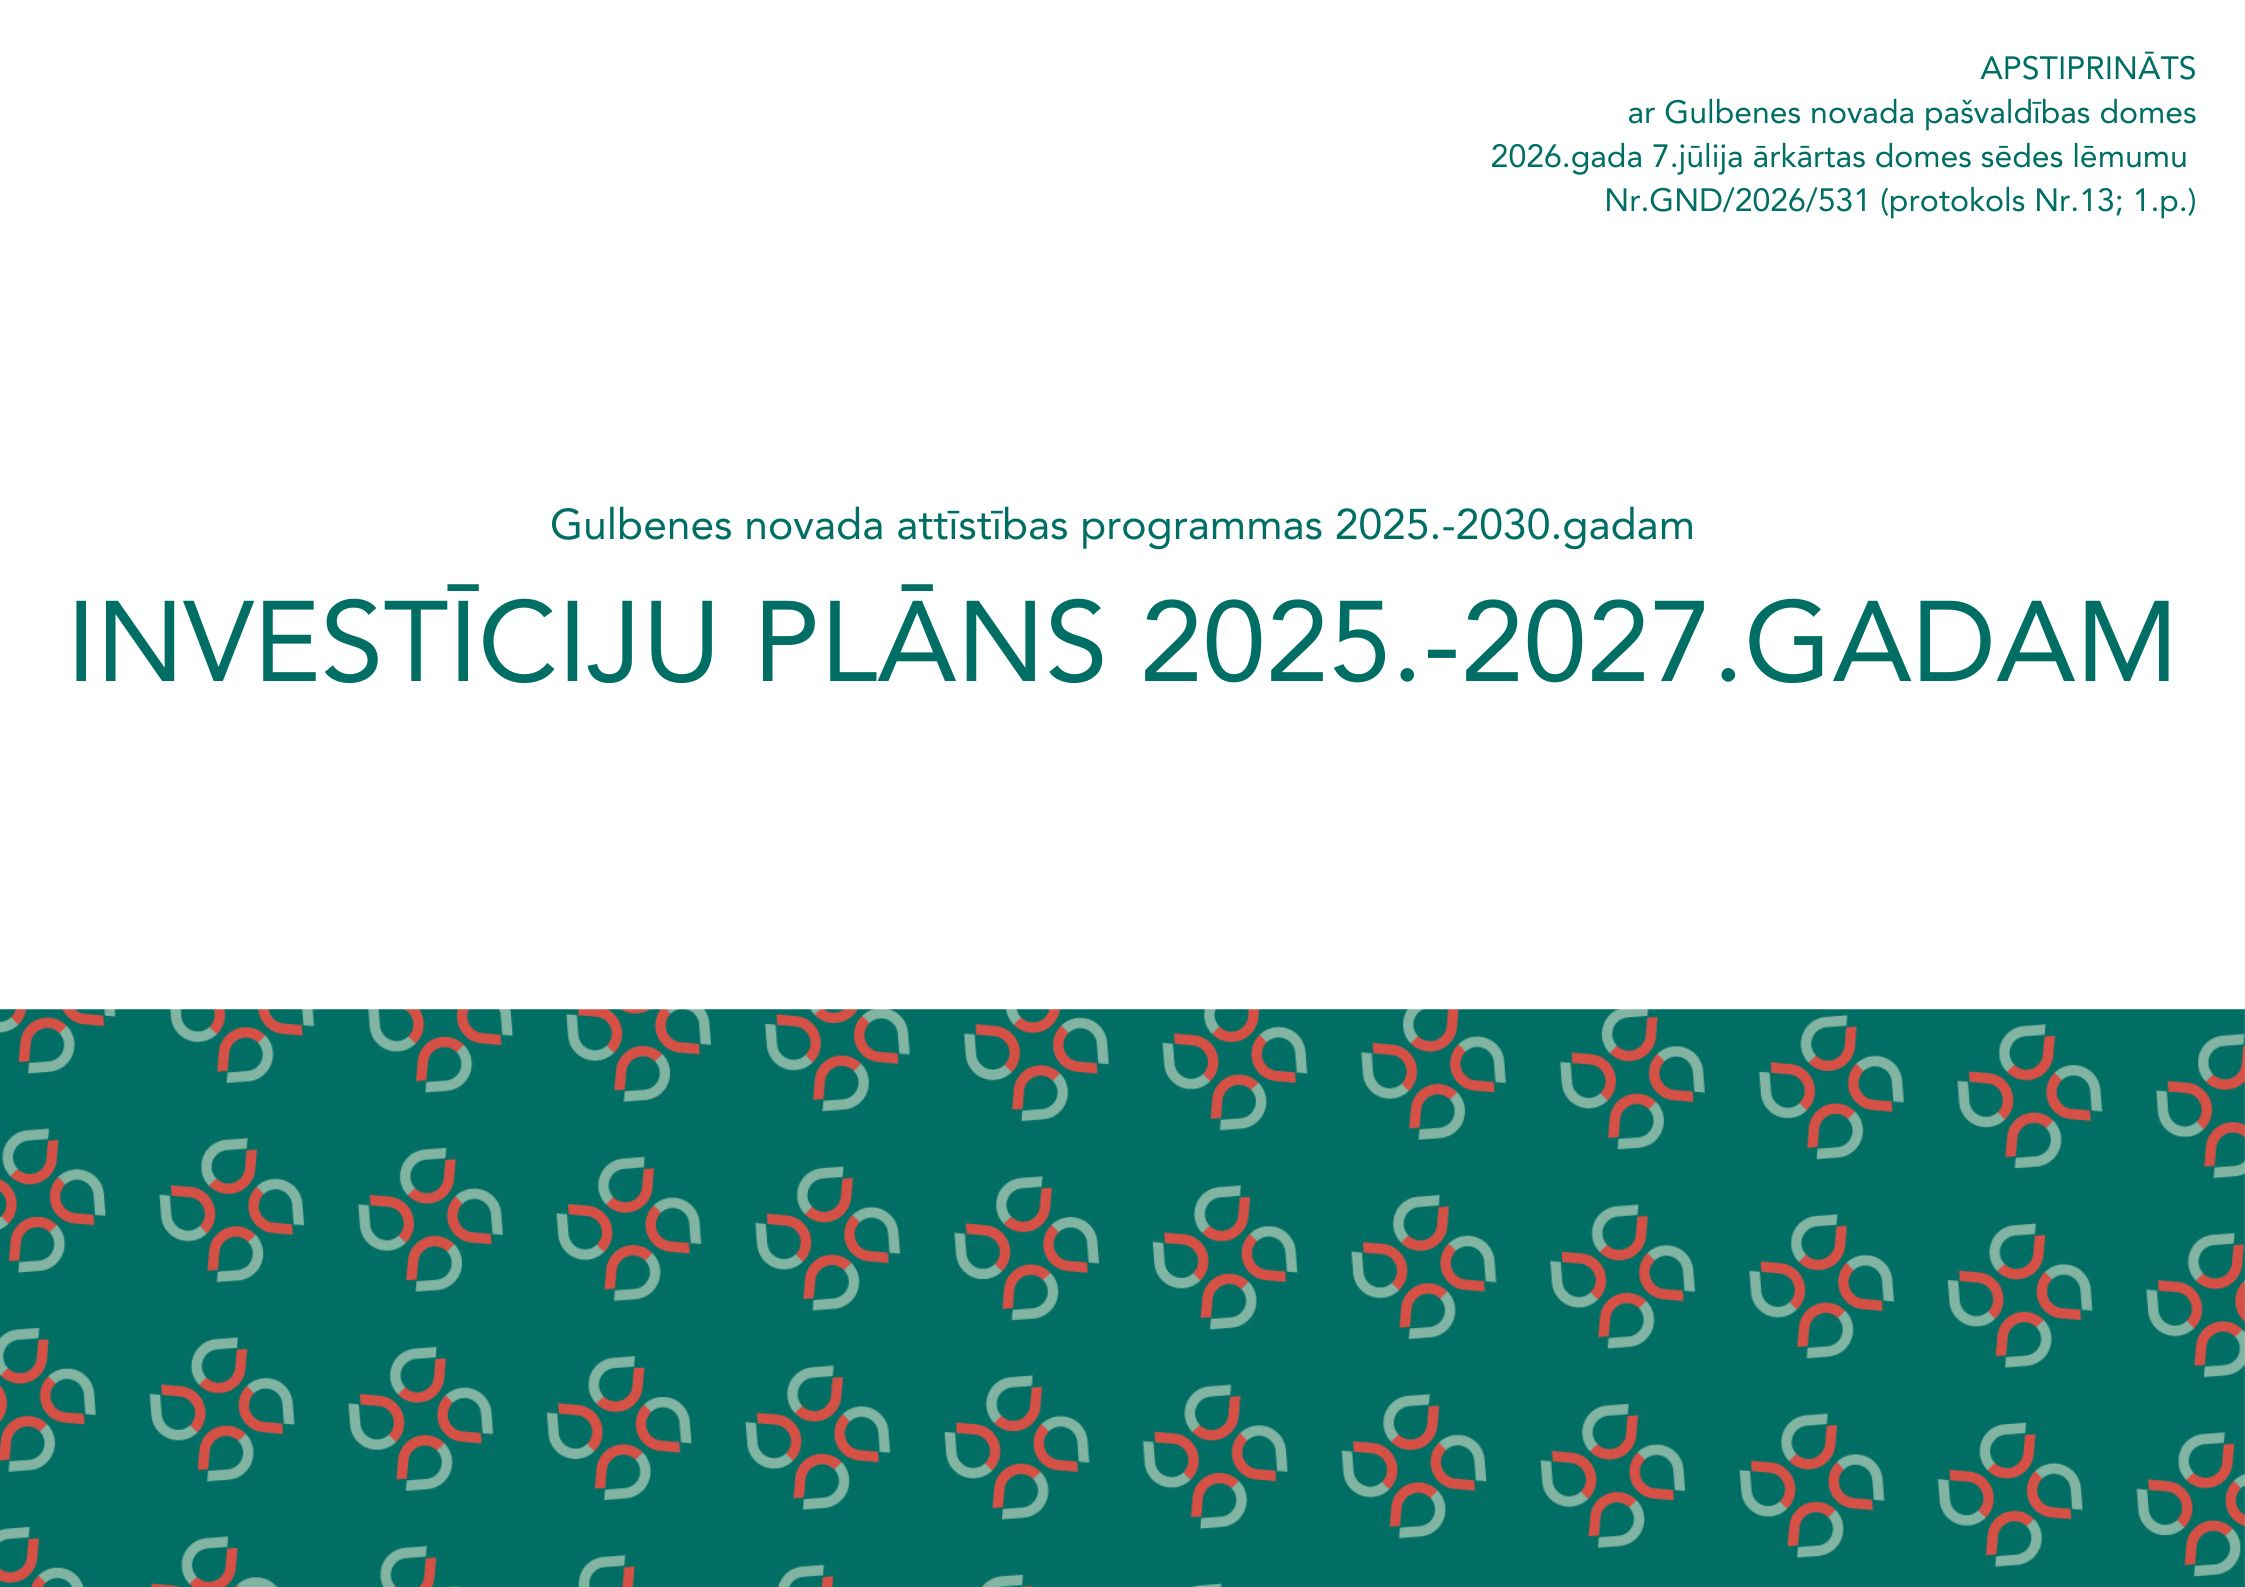 APSTIPRINĀTS
ar Gulbenes novada pašvaldības domes
2026.gada 7.jūlija ārkārtas domes sēdes lēmumu
Nr.GND/2026/531 (protokols Nr.13; 1.p.)
Gulbenes novada attīstības programmas 2025.-2030.gadam
INVESTĪCIJU PLĀNS 2025.-2027.GADAM